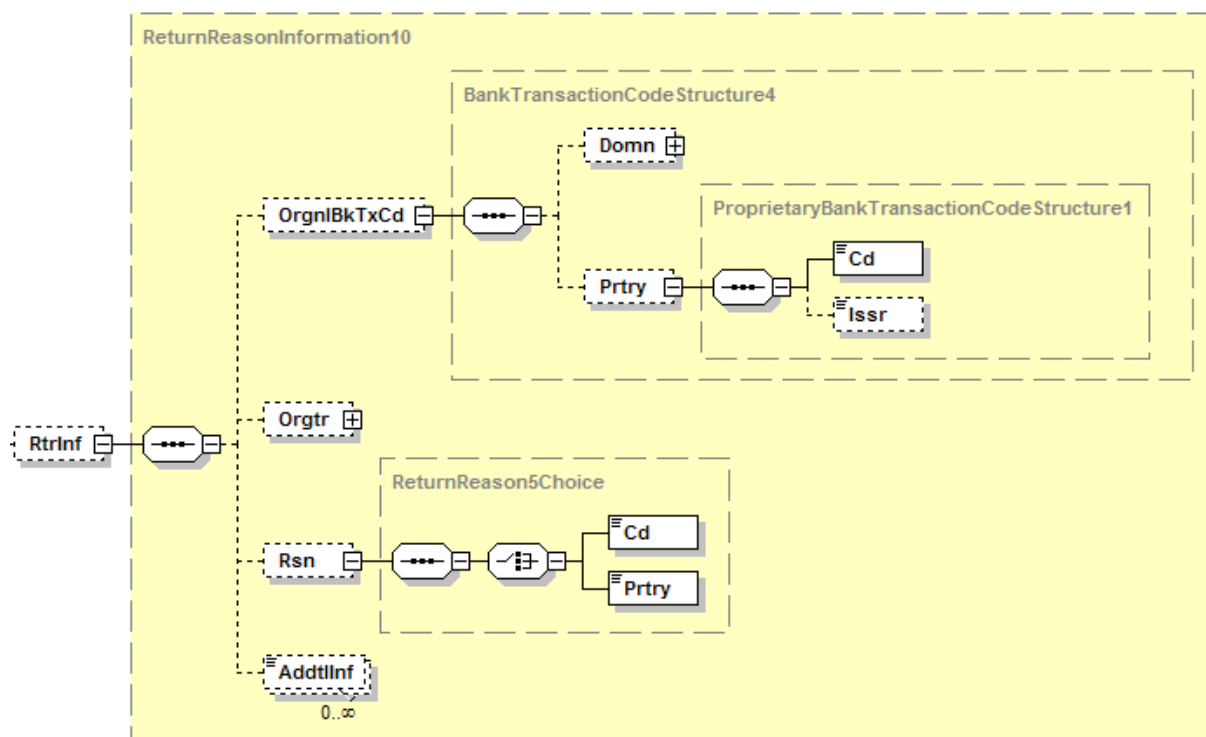 ReturnReasonInformation10
BankTransactionCodeStructure4
Domn
OrgnlBkTxCd
ProprietaryBankTransactionCodeStructure1
Cd
Prtry
Issr
Orgtr
RtrInf
ReturnReason5Choice
Cd
Rsn
Prtry
AddtlInf
0..∞